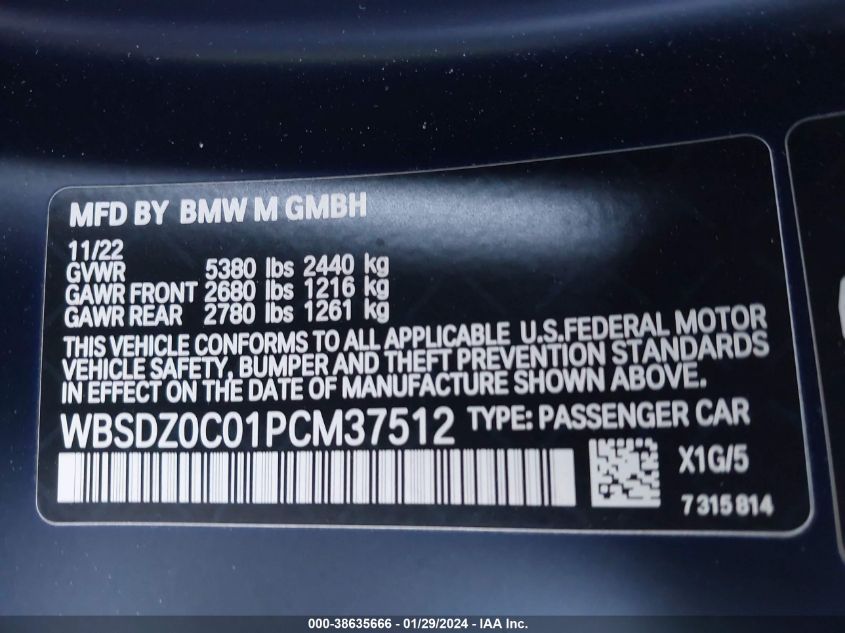 MFD BY BMW M GMBH
11/22
GVWR 5380 lbs 2440 kg
GAWR FRONT 2680 lbs 1216 kg
GAWR REAR 2780 lbs 1261 kg
THIS VEHICLE CONFORMS TO ALL APPLICABLE U.S.FEDERAL MOTOR
VEHICLE SAFETY, BUMPER AND THEFT PREVENTION STANDARDS
IN EFFECT ON THE DATE OF MANUFACTURE SHOWN ABOVE.
WBSDZ0C01PCM37512 TYPE: PASSENGER CAR
X1G/5
7315814
000-38635666 - 01/29/2024 - IAA Inc.